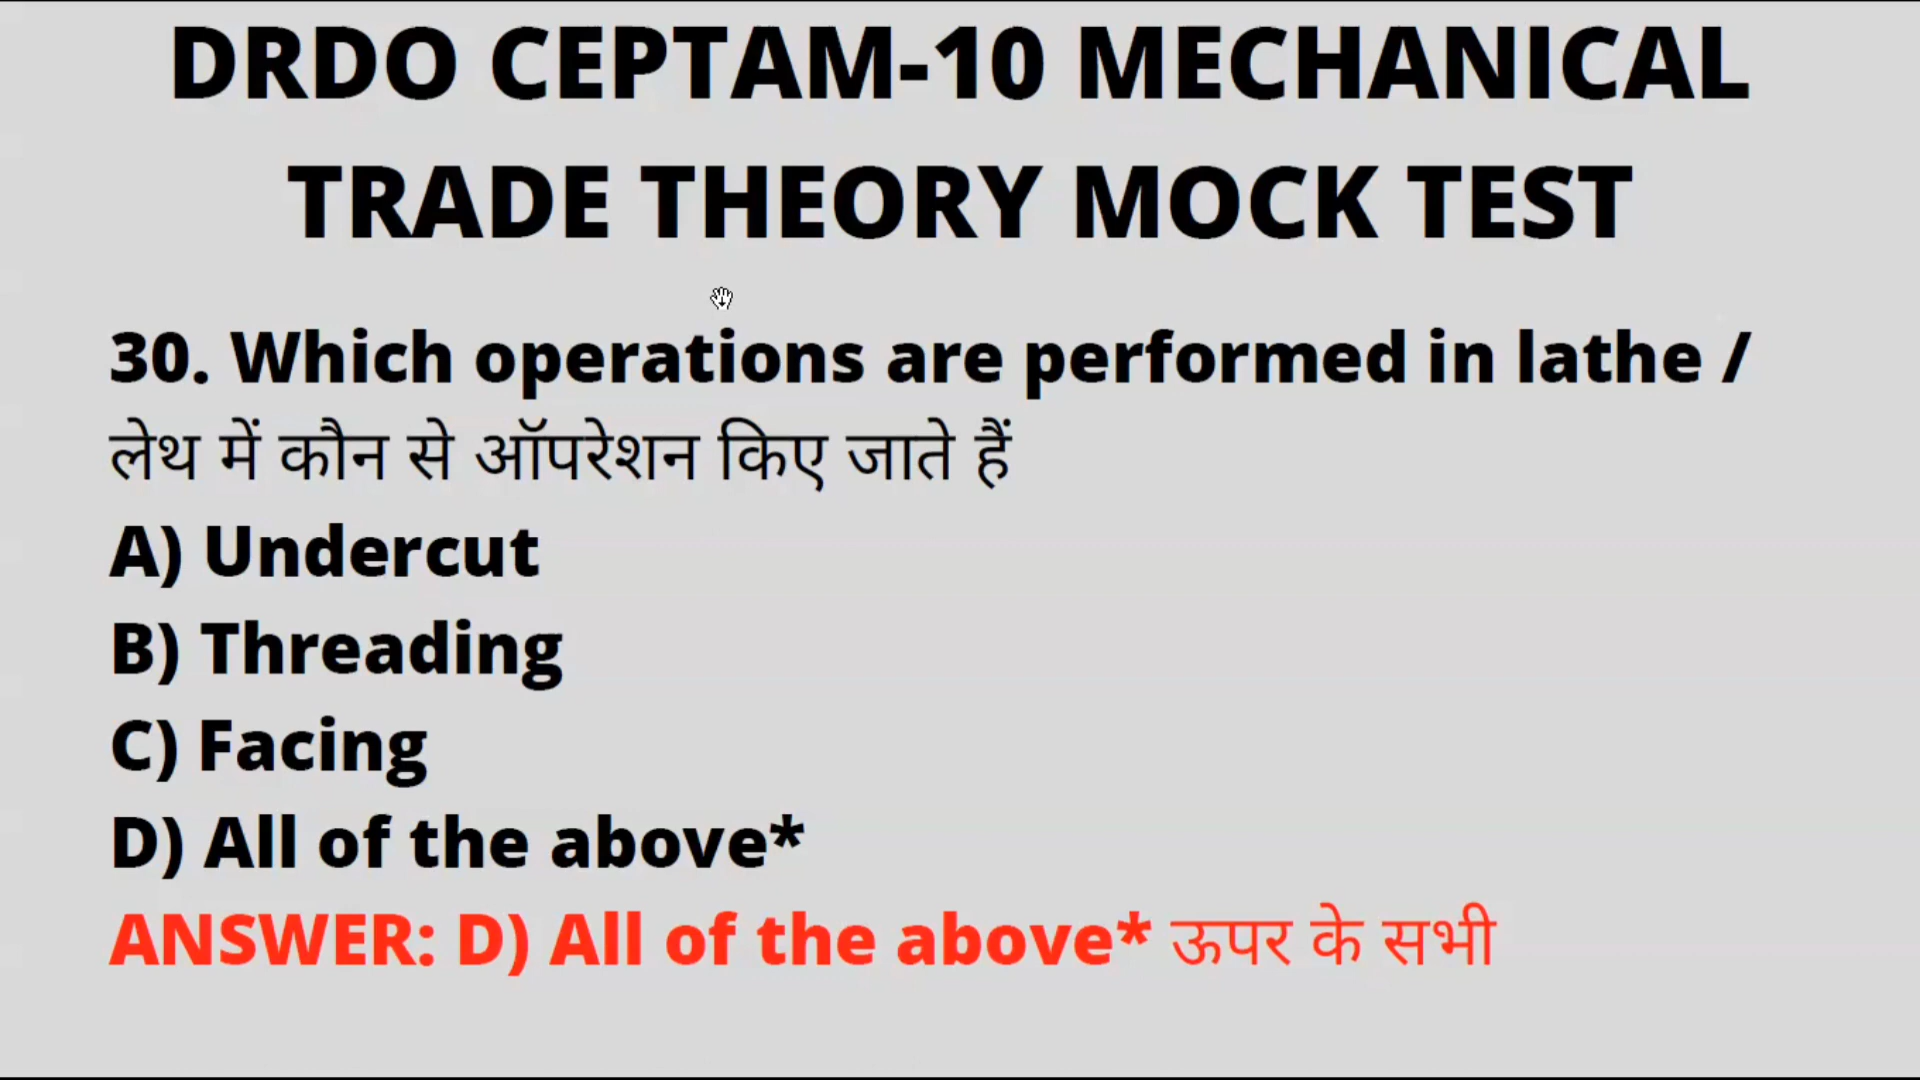 DRDO CEPTAM-10 MECHANICAL
TRADE THEORY MOCK TEST
30. Which operations are performed in lathe /
लेथ में कौन से ऑपरेशन किए जाते हैं
A) Undercut
B) Threading
C) Facing
D) All of the above*
ANSWER: D) All of the above* ऊपर के सभी